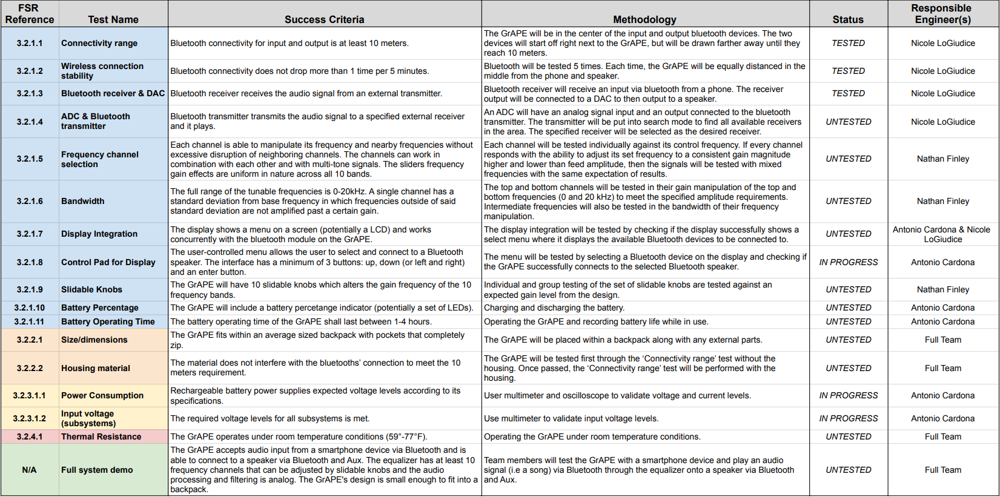 FSR
Reference
Test Name
Success Criteria
Methodology
Status
Responsible
Engineer(s)
3.2.1.1
Connectivity range
Bluetooth connectivity for input and output is at least 10 meters.
The GrAPE will be in the center of the input and output bluetooth devices. The two
devices will start off right next to the GrAPE, but will be drawn farther away until they
reach 10 meters.
TESTED
Nicole LoGiudice
3.2.1.2
Wireless connection
stability
Bluetooth connectivity does not drop more than 1 time per 5 minutes.
Bluetooth will be tested 5 times. Each time, the GrAPE will be equally distanced in the
middle from the phone and speaker.
TESTED
Nicole LoGiudice
3.2.1.3
Bluetooth receiver & DAC
Bluetooth receiver receives the audio signal from an external transmitter.
Bluetooth receiver will receive an input via bluetooth from a phone. The receiver
output will be connected to a DAC to then output to a speaker.
TESTED
Nicole LoGiudice
3.2.1.4
ADC & Bluetooth
transmitter
Bluetooth transmitter transmits the audio signal to a specified external receiver
and it plays.
An ADC will have an analog signal input and an output connected to the bluetooth
transmitter. The transmitter will be put into search mode to find all available receivers
in the area. The specified receiver will be selected as the desired receiver.
UNTESTED
Nicole LoGiudice
3.2.1.5
Frequency channel
selection
Each channel is able to manipulate its frequency and nearby frequencies without
excessive disruption of neighboring channels. The channels can work in
combination with each other and with multi-tone signals. The sliders frequency
gain effects are uniform in nature across all 10 bands.
Each channel will be tested individually against its control frequency. If every channel
responds with the ability to adjust its set frequency to a consistent gain magnitude
higher and lower than feed amplitude, then the signals will be tested with mixed
frequencies with the same expectation of results.
UNTESTED
Nathan Finley
3.2.1.6
Bandwidth
The full range of the tunable frequencies is 0-20kHz. A single channel has a
standard deviation from base frequency in which frequencies outside of said
standard deviation are not amplified past a certain gain.
The top and bottom channels will be tested in their gain manipulation of the top and
bottom frequencies (0 and 20 kHz) to meet the specified amplitude requirements.
Intermediate frequencies will also be tested in the bandwidth of their frequency
manipulation.
UNTESTED
Nathan Finley
3.2.1.7
Display Integration
The display shows a menu on a screen (potentially a LCD) and works
concurrently with the bluetooth module on the GrAPE.
The display integration will be tested by checking if the display successfully shows a
select menu where it displays the available Bluetooth devices to be connected to.
UNTESTED
Antonio Cardona & Nicole
LoGiudice
3.2.1.8
Control Pad for Display
The user-controlled menu allows the user to select and connect to a Bluetooth
speaker. The interface has a minimum of 3 buttons: up, down (or left and right)
and an enter button.
The menu will be tested by selecting a Bluetooth device on the display and checking if
the GrAPE successfully connects to the selected Bluetooth speaker.
IN PROGRESS
Antonio Cardona
3.2.1.9
Slidable Knobs
The GrAPE will have 10 slidable knobs which alters the gain frequency of the 10
frequency bands.
Individual and group testing of the set of slidable knobs are tested against an
expected gain level from the design.
UNTESTED
Nathan Finley
3.2.1.10
Battery Percentage
The GrAPE will include a battery percetange indicator (potentially a set of LEDs).
Charging and discharging the battery.
UNTESTED
Antonio Cardona
3.2.1.11
Battery Operating Time
The battery operating time of the GrAPE shall last between 1-4 hours.
Operating the GrAPE and recording battery life while in use.
UNTESTED
Antonio Cardona
3.2.2.1
Size/dimensions
The GrAPE fits within an average sized backpack with pockets that completely
zip.
The GrAPE will be placed within a backpack along with any external parts.
UNTESTED
Full Team
3.2.2.2
Housing material
The material does not interfere with the bluetooths' connection to meet the 10
meters requirement.
The GrAPE will be tested first through the ‘Connectivity range’ test without the
housing. Once passed, the ‘Connectivity range’ test will be performed with the
housing.
UNTESTED
Full Team
3.2.3.1.1
Power Consumption
Rechargeable battery power supplies expected voltage levels according to its
specifications.
User multimeter and oscilloscope to validate voltage and current levels.
IN PROGRESS
Antonio Cardona
3.2.3.1.2
Input voltage
(subsystems)
The required voltage levels for all subsystems is met.
Use multimeter to validate input voltage levels.
IN PROGRESS
Antonio Cardona
3.2.4.1
Thermal Resistance
The GrAPE operates under room temperature conditions (59°-77°F).
Operating the GrAPE under room temperature conditions.
UNTESTED
Full Team
N/A
Full system demo
The GrAPE accepts audio input from a smartphone device via Bluetooth and is
able to connect to a speaker via Bluetooth and Aux. The equalizer has at least 10
frequency channels that can be adjusted by slidable knobs and the audio
processing and filtering is analog. The GrAPE's design is small enough to fit into a
backpack.
Team members will test the GrAPE with a smartphone device and play an audio
signal (i.e a song) via Bluetooth through the equalizer onto a speaker via Bluetooth
and Aux.
UNTESTED
Full Team